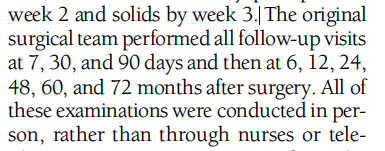 week 2 and solids by week 3. The original
surgical team performed all follow-up visits
at 7, 30, and 90 days and then at 6, 12, 24,
48, 60, and 72 months after surgery. All of
these examinations were conducted in per-
son, rather than through nurses or tele-